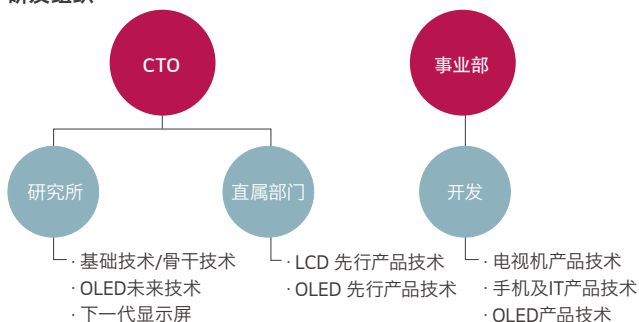 研发组织
CTO
事业部
研究所
直属部门
开发
· 基础技术/骨干技术
· OLED未来技术
· 下一代显示屏
· LCD 先行产品技术
· OLED 先行产品技术
· 电视机产品技术
· 手机及IT产品技术
· OLED产品技术